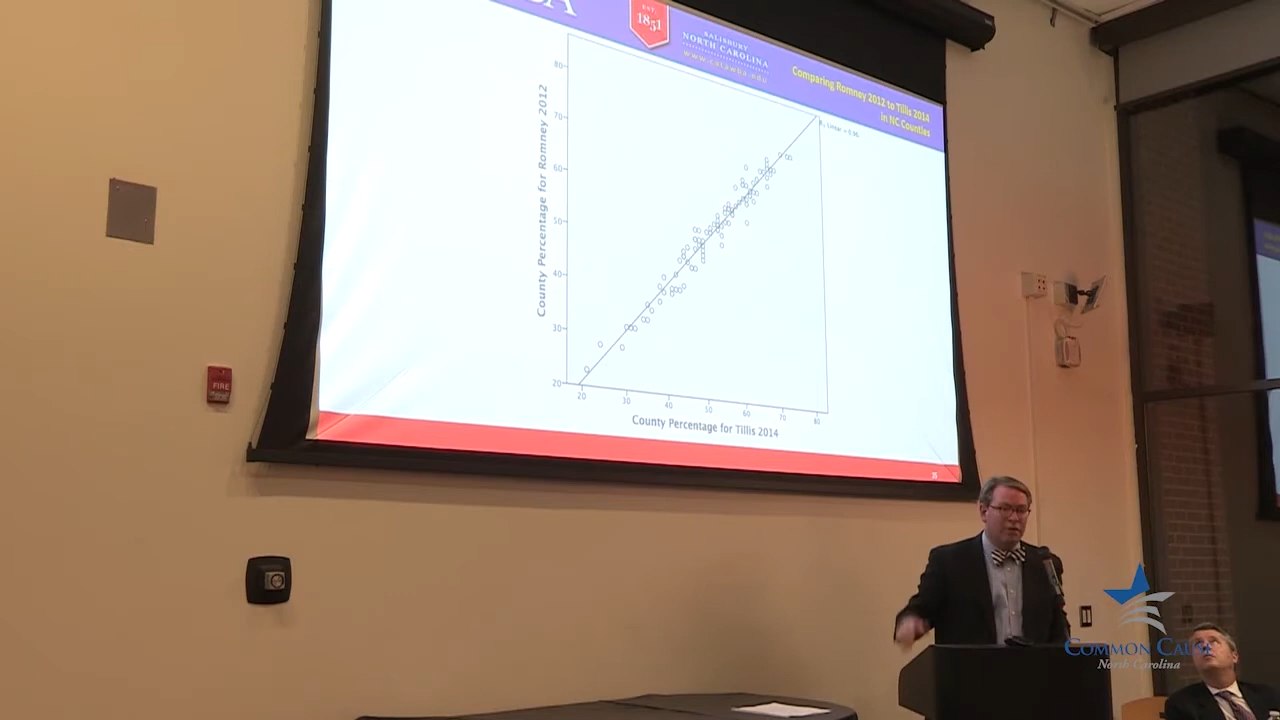 BA
EST.
1851
SALISBURY
NORTH CAROLINA
www.catawba.edu
Comparing Romney 2012 to Tillis 2014
in NC Counties
County Percentage for Romney 2012
80
70
60
50
40
30
20
20
30
40
50
60
70
80
County Percentage for Tillis 2014
FIRE
COMMON CAUSE
North Carolina